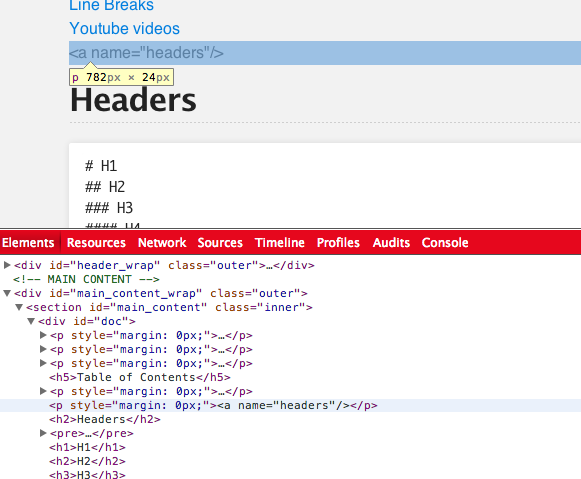 Line Breaks
Youtube videos
<a name="headers"/>
p 782px × 24px
Headers
# H1
## H2
### H3
#### H4
Elements Resources Network Sources Timeline Profiles Audits Console
<div id="header_wrap" class="outer">…</div>
<!-- MAIN CONTENT -->
<div id="main_content_wrap" class="outer">
<section id="main_content" class="inner">
<div id="doc">
<p style="margin: 0px;">…</p>
<p style="margin: 0px;">…</p>
<p style="margin: 0px;">…</p>
<h5>Table of Contents</h5>
<p style="margin: 0px;">…</p>
<p style="margin: 0px;"><a name="headers"/></p>
<h2>Headers</h2>
<pre>…</pre>
<h1>H1</h1>
<h2>H2</h2>
<h3>H3</h3>